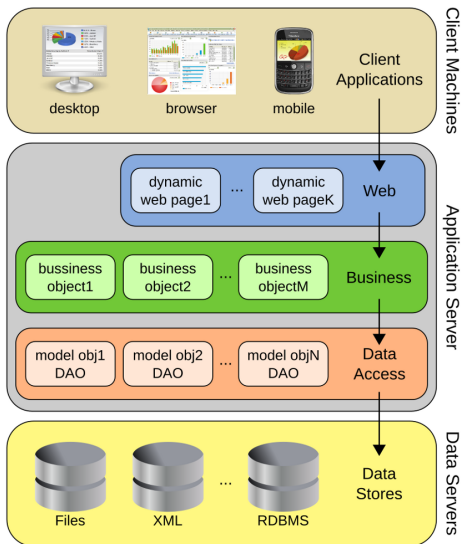 desktop
browser
mobile
Client
Applications
Client Machines
dynamic
web page1
...
dynamic
web pageK
Web
bussiness
object1
business
object2
...
business
objectM
Business
model obj1
DAO
model obj2
DAO
...
model objN
DAO
Data
Access
Application Server
Files
XML
...
RDBMS
Data
Stores
Data Servers